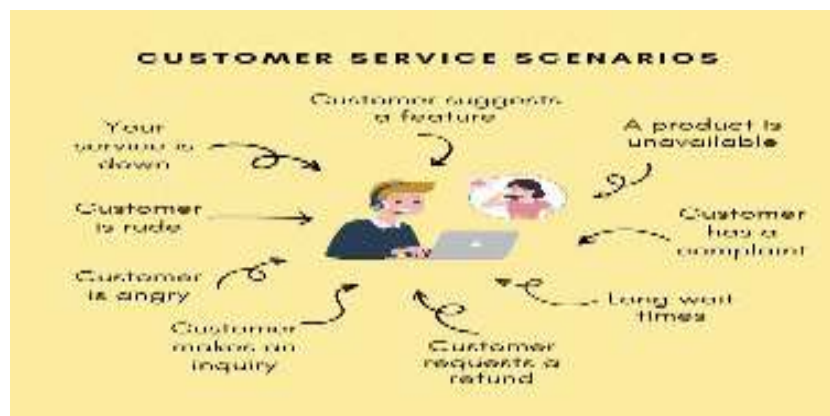 CUSTOMER SERVICE SCENARIOS
Customer suggests
a feature
Your
service is
down
A product is
unavailable
Customer
is rude
Customer
has a
complaint
Customer
is angry
Long wait
times
Customer
makes an
inquiry
Customer
requests a
refund